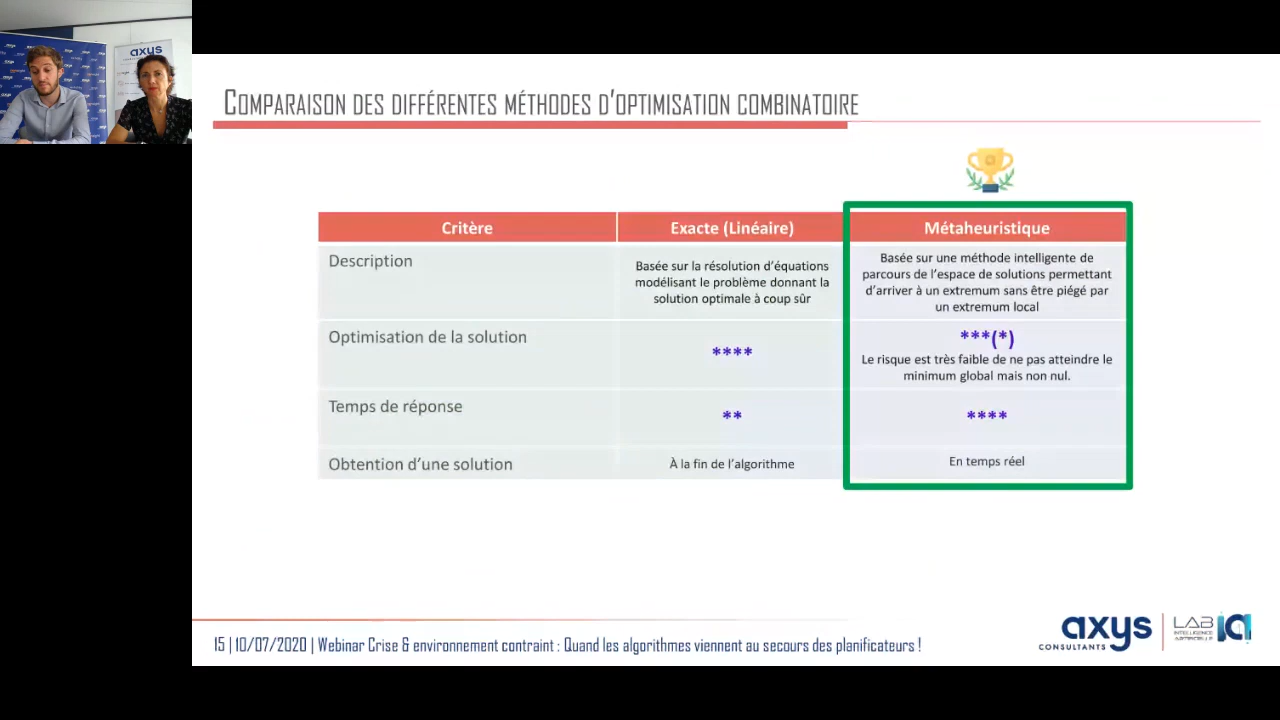 axys
COMPARAISON DES DIFFÉRENTES MÉTHODES D'OPTIMISATION COMBINATOIRE
Critère
Exacte (Linéaire)
Métaheuristique
Description
Basée sur la résolution d'équations
modélisant le problème donnant la
solution optimale à coup sûr
Basée sur une méthode intelligente de
parcours de l'espace de solutions permettant
d'arriver à un extremum sans être piégé par
un extremum local
Optimisation de la solution
****
***(*)
Le risque est très faible de ne pas atteindre le
minimum global mais non nul.
Temps de réponse
**
****
Obtention d'une solution
À la fin de l'algorithme
En temps réel
15 | 10/07/2020 | Webinar Crise & environnement contraint : Quand les algorithmes viennent au secours des planificateurs !
axys
CONSULTANTS
LAB
INTELLIGENCE
ARTIFICIELLE
IA